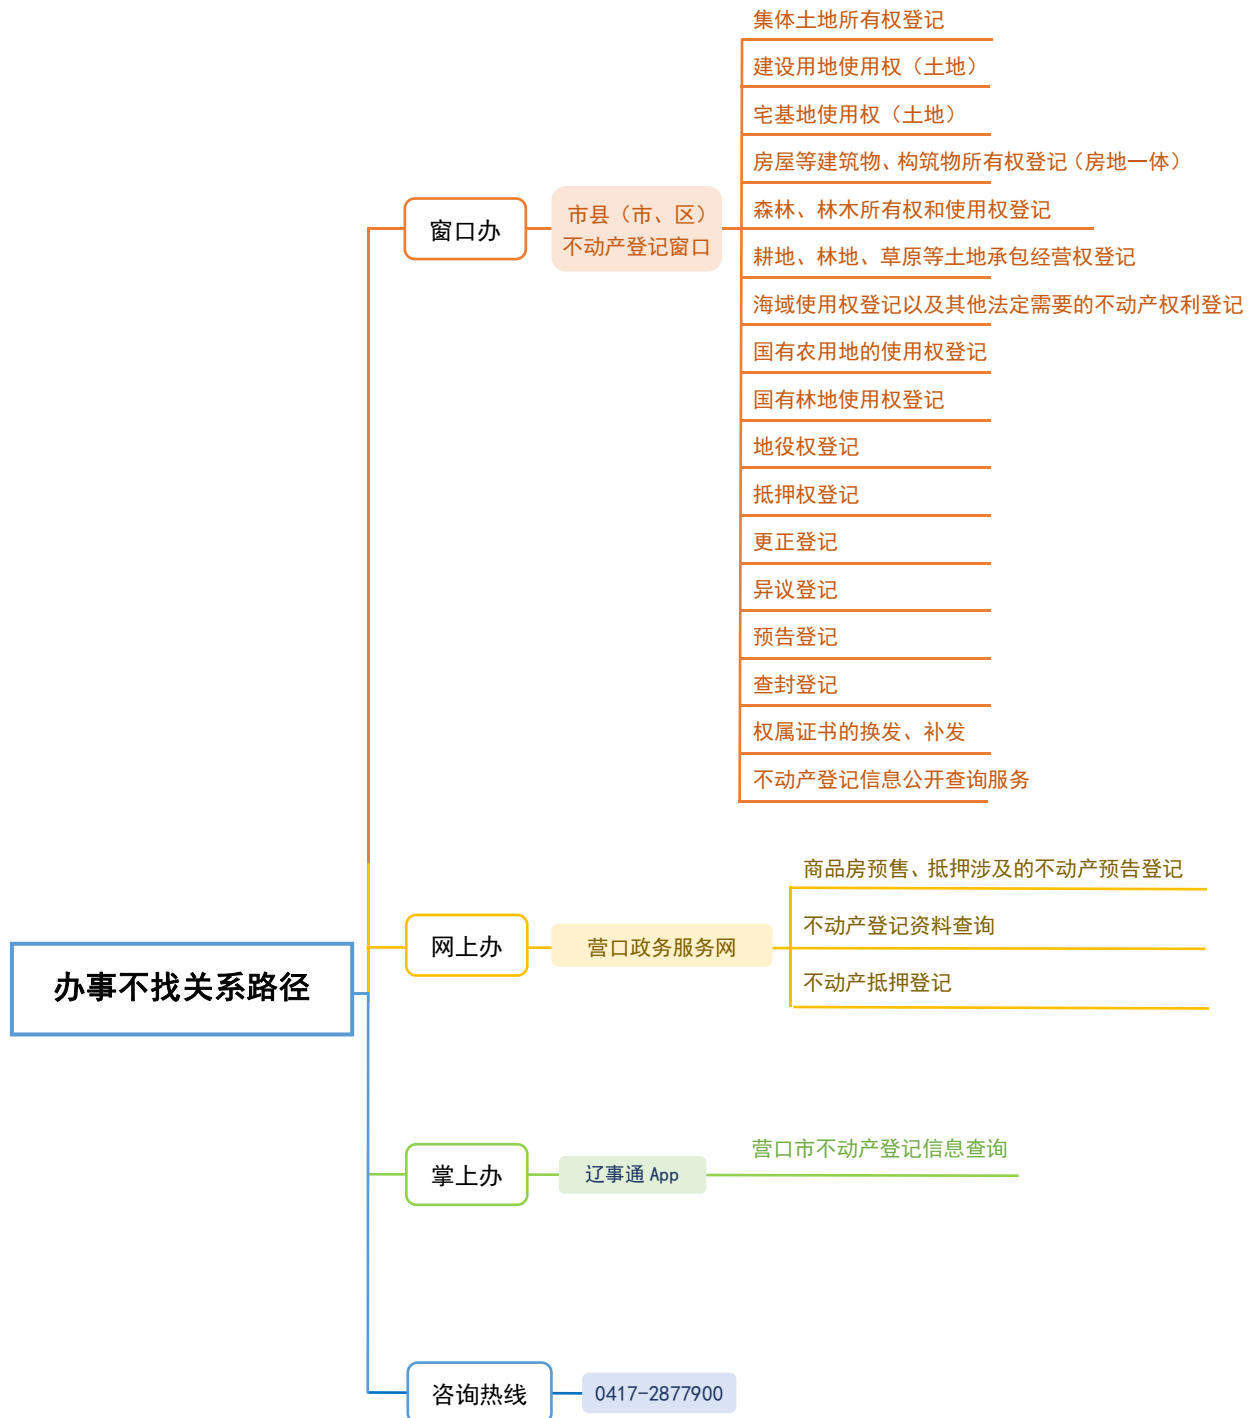 办事不找关系路径
窗口办
市县（市、区）
不动产登记窗口
集体土地所有权登记
建设用地使用权（土地）
宅基地使用权（土地）
房屋等建筑物、构筑物所有权登记（房地一体）
森林、林木所有权和使用权登记
耕地、林地、草原等土地承包经营权登记
海域使用权登记以及其他法定需要的不动产权利登记
国有农用地的使用权登记
国有林地使用权登记
地役权登记
抵押权登记
更正登记
异议登记
预告登记
查封登记
权属证书的换发、补发
不动产登记信息公开查询服务
网上办
营口政务服务网
商品房预售、抵押涉及的不动产预告登记
不动产登记资料查询
不动产抵押登记
掌上办
辽事通 App
营口市不动产登记信息查询
咨询热线
0417-2877900